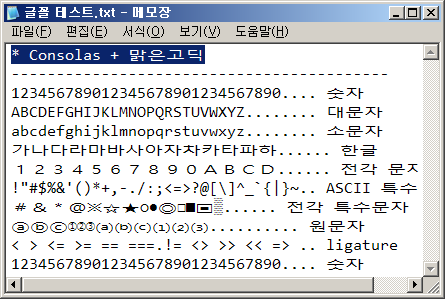 글꼴 테스트.txt - 메모장
파일(F) 편집(E) 서식(O) 보기(V) 도움말(H)
* Consolas + 맑은고딕
-----------------------------------------
1234567890123456789012345678901234567890.... 숫자
ABCDEFGHIJKLMNOPQRSTUVWXYZ........ 대문자
abcdefghijklmnopqrstuvwxyz........ 소문자
가나다라마바사아자차카타파하...... 한글
１２３４５６７８９０ＡＢＣＤ...... 전각 문자
!"#$%&'()*+,-./:;<=>?@[\]^_`{|}~.. ASCII 특수
＃＆＊＠※☆★○●◎□■▣▒...... 전각 특수문자
ⓐⓑⓒ①②③⒜⒝⒞⑴⑵⑶.......... 원문자
< > <= >= == ===.!= <> >> << => .. ligature
1234567890123456789012345678901234567890.... 숫자